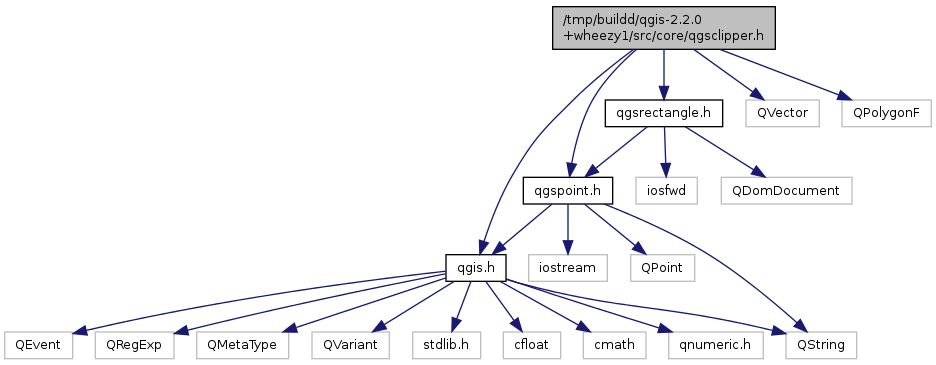 /tmp/buildd/qgis-2.2.0
+wheezy1/src/core/qgsclipper.h
qgsrectangle.h
QVector
QPolygonF
qgspoint.h
iosfwd
QDomDocument
qgis.h
iostream
QPoint
QEvent
QRegExp
QMetaType
QVariant
stdlib.h
cfloat
cmath
qnumeric.h
QString